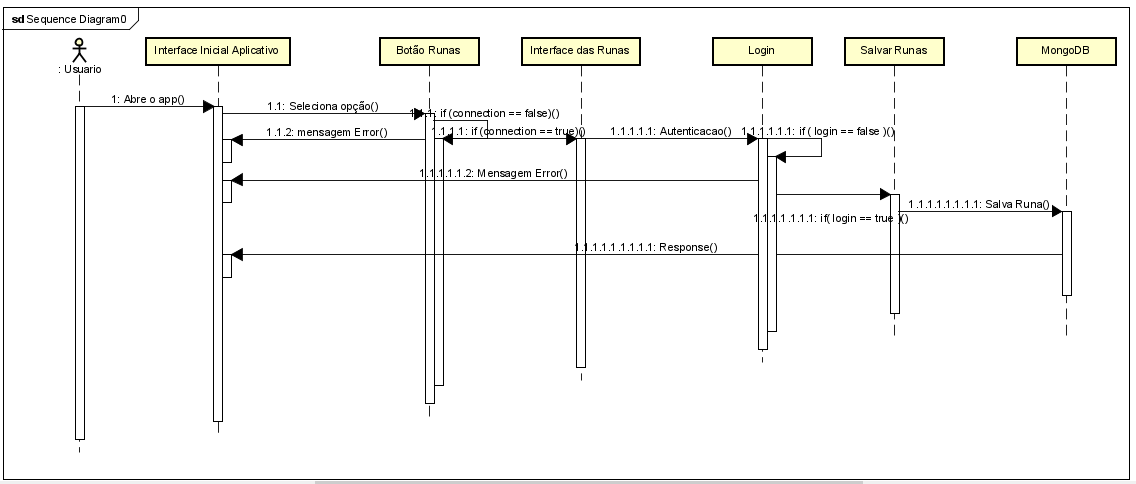 sd Sequence Diagram0
: Usuario
Interface Inicial Aplicativo
Botão Runas
Interface das Runas
Login
Salvar Runas
MongoDB
1: Abre o app()
1.1: Seleciona opção()
1.1.1: if (connection == false)()
1.1.2: mensagem Error()
1.1.1.1: if (connection == true)()
1.1.1.1.1: Autenticacao()
1.1.1.1.1.1: if ( login == false )()
1.1.1.1.1.2: Mensagem Error()
1.1.1.1.1.1.1: if( login == true )()
1.1.1.1.1.1.1.1: Salva Runa()
1.1.1.1.1.1.1.1.1: Response()